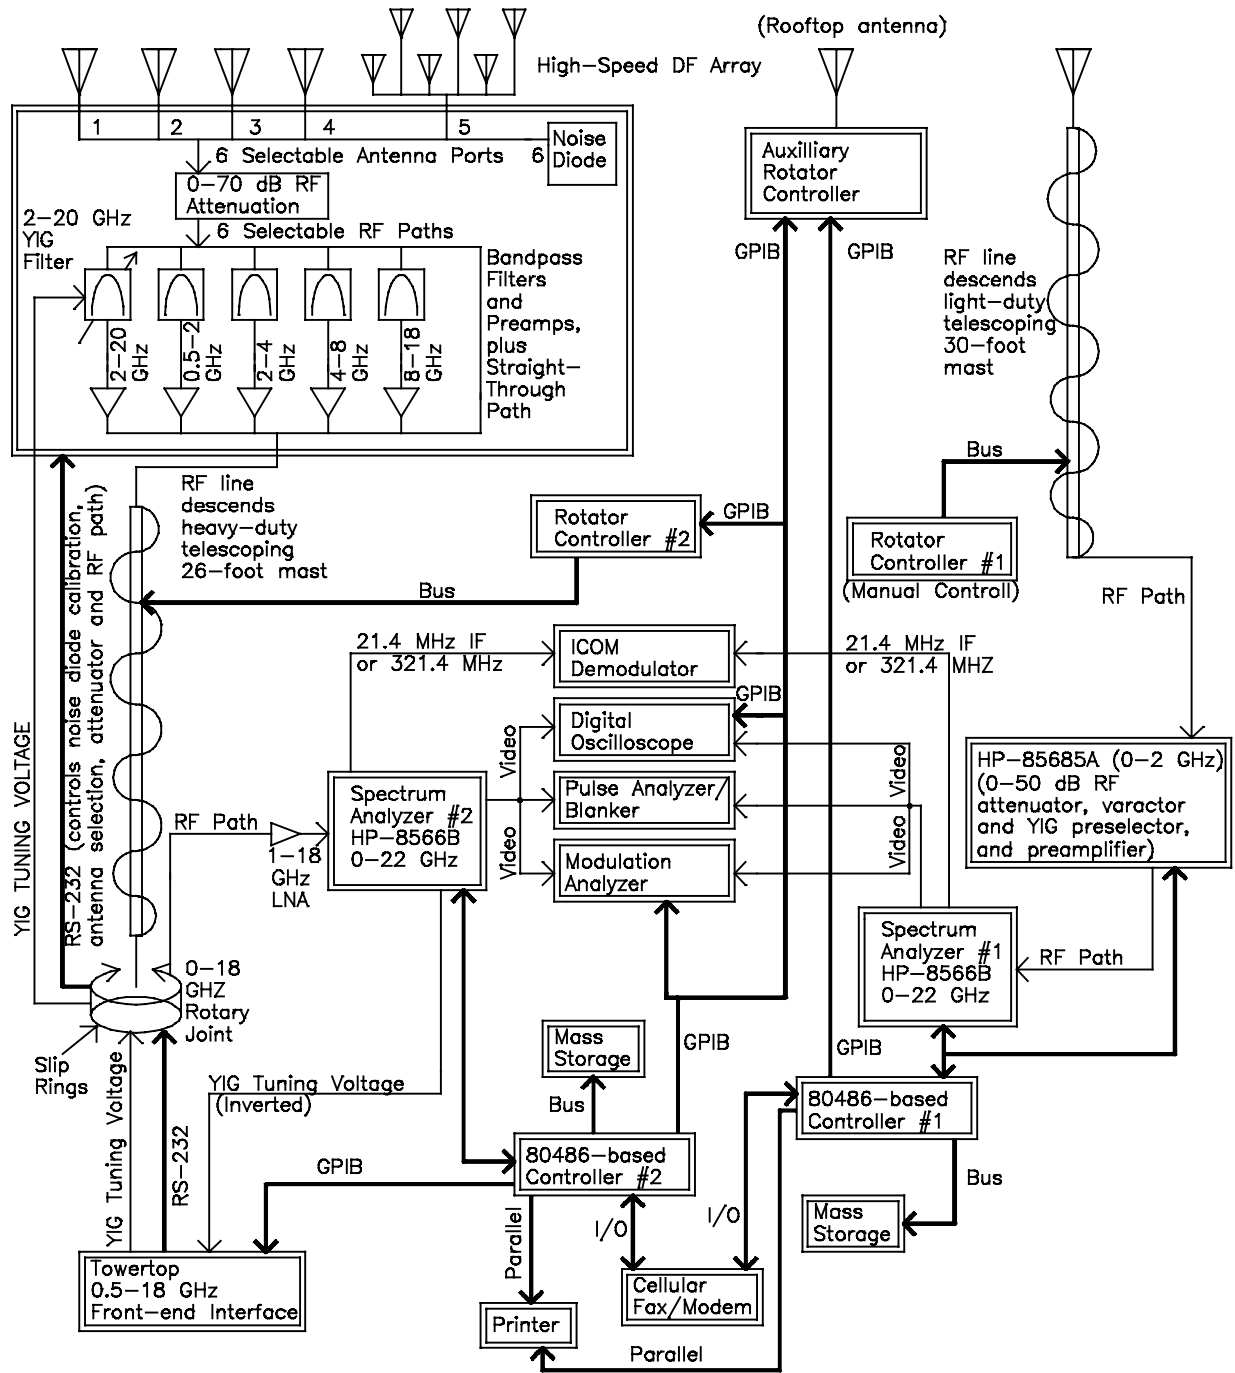 (Rooftop antenna)
High-Speed DF Array
1
2
3
4
5
6 Selectable Antenna Ports
6
Noise
Diode
0-70 dB RF
Attenuation
6 Selectable RF Paths
2-20 GHz
YIG
Filter
Bandpass
Filters
and
Preamps,
plus
Straight-
Through
Path
2-20
GHz
0.5-2
GHz
2-4
GHz
4-8
GHz
8-18
GHz
Auxilliary
Rotator
Controller
GPIB
GPIB
RF line
descends
light-duty
telescoping
30-foot
mast
RF line
descends
heavy-duty
telescoping
26-foot mast
Rotator
Controller #2
GPIB
Bus
Bus
Rotator
Controller #1
(Manual Controll)
RF Path
YIG TUNING VOLTAGE
RS-232 (controls noise diode calibration,
antenna selection, attenuator and RF path)
21.4 MHz IF
or 321.4 MHz
ICOM
Demodulator
21.4 MHz IF
or 321.4 MHZ
GPIB
Digital
Oscilloscope
Video
Video
Pulse Analyzer/
Blanker
Modulation
Analyzer
Video
Video
HP-85685A (0-2 GHz)
(0-50 dB RF
attenuator, varactor
and YIG preselector,
and preamplifier)
Spectrum
Analyzer #2
HP-8566B
0-22 GHz
RF Path
1-18
GHz
LNA
Spectrum
Analyzer #1
HP-8566B
0-22 GHz
RF Path
0-18
GHZ
Rotary
Joint
Slip
Rings
YIG Tuning Voltage
RS-232
YIG Tuning Voltage
(Inverted)
Mass
Storage
Bus
GPIB
GPIB
80486-based
Controller #1
80486-based
Controller #2
GPIB
Bus
Mass
Storage
Parallel
I/O
I/O
Towertop
0.5-18 GHz
Front-end Interface
Cellular
Fax/Modem
Printer
Parallel